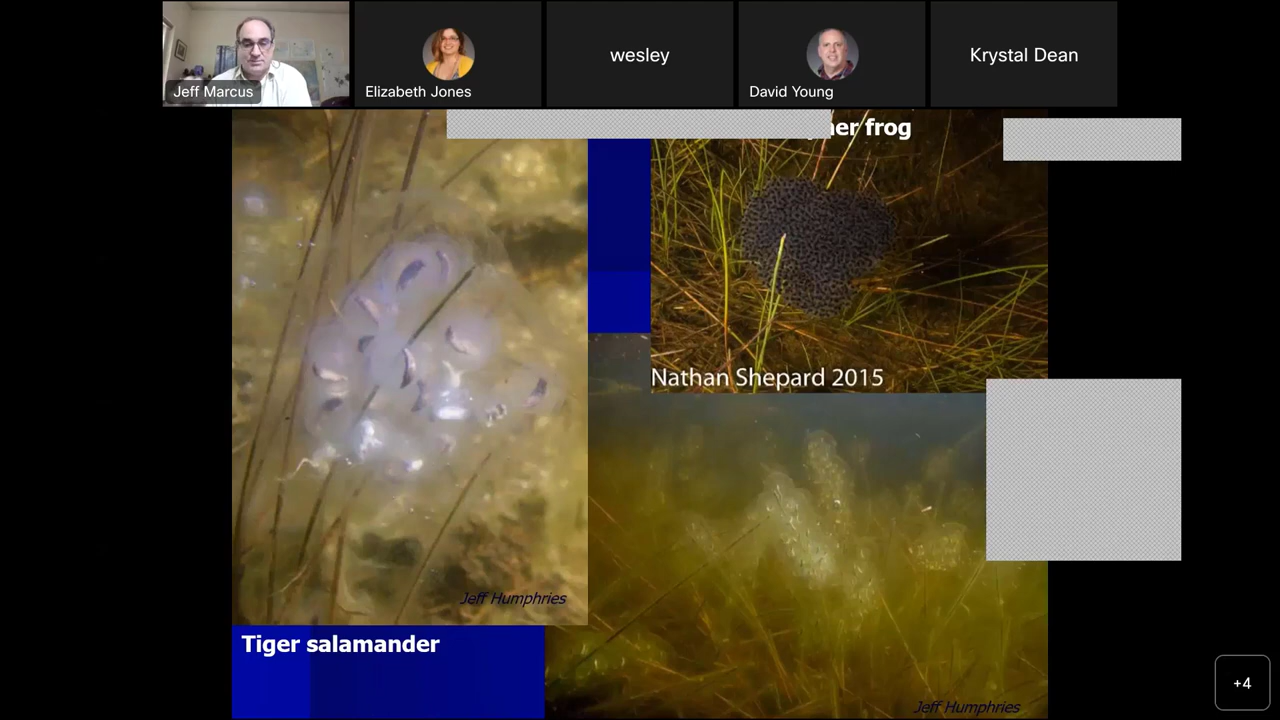 Jeff Marcus
Elizabeth Jones
wesley
David Young
Krystal Dean
frog
Nathan Shepard 2015
Jeff Humphries
Tiger salamander
Jeff Humphries
+4